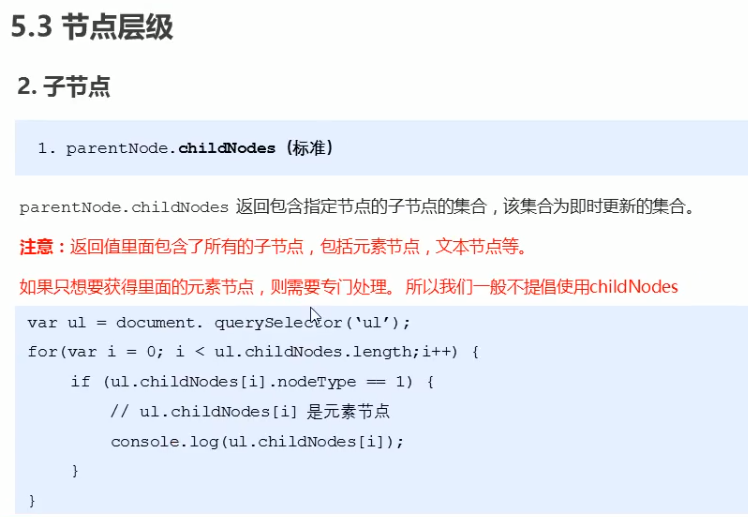 5.3 节点层级
2. 子节点
1. parentNode.childNodes（标准）
parentNode.childNodes 返回包含指定节点的子节点的集合，该集合为即时更新的集合。
注意：返回值里面包含了所有的子节点，包括元素节点，文本节点等。
如果只想要获得里面的元素节点，则需要专门处理。 所以我们一般不提倡使用childNodes
var ul = document. querySelector(‘ul’);
for(var i = 0; i < ul.childNodes.length;i++) {
if (ul.childNodes[i].nodeType == 1) {
// ul.childNodes[i] 是元素节点
console.log(ul.childNodes[i]);
}
}